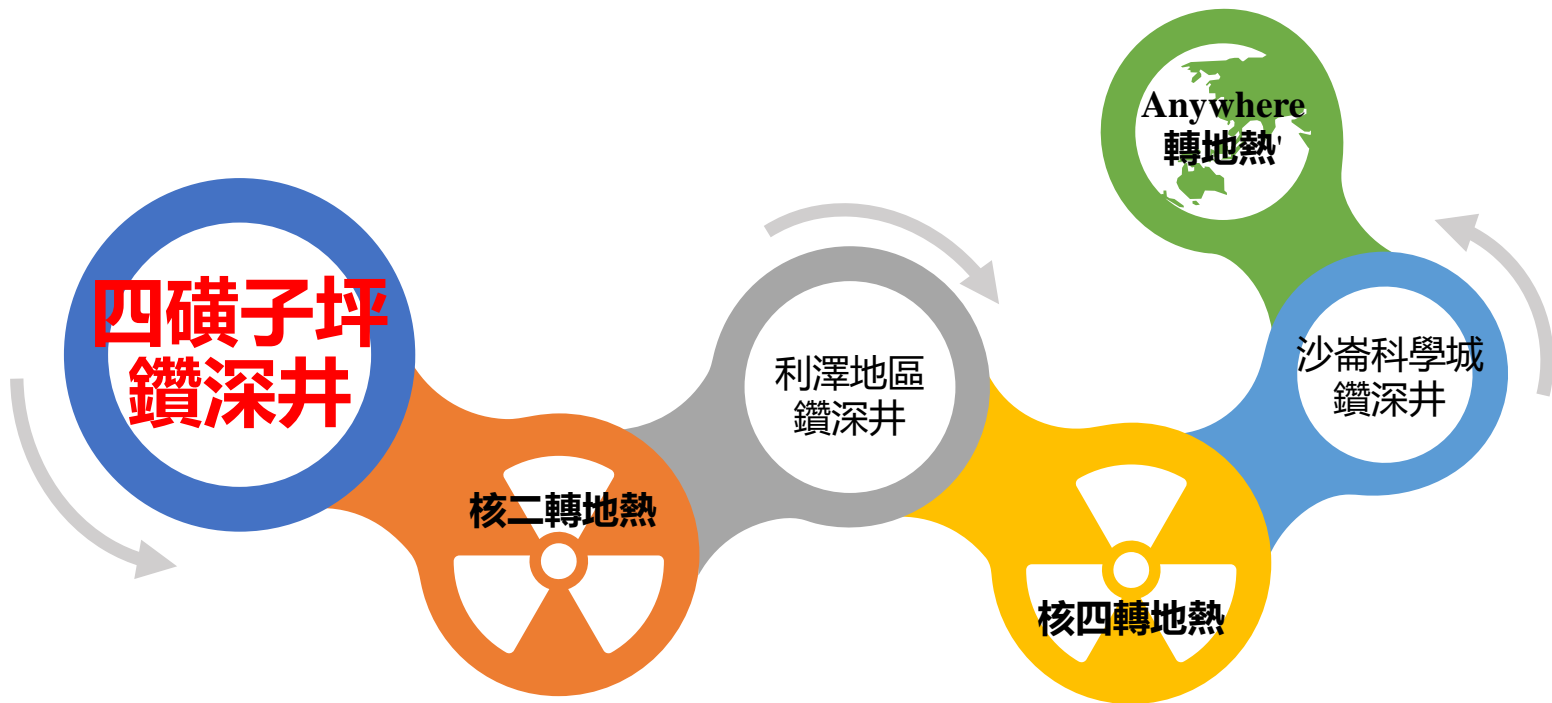 四磺子坪
鑽深井
核二轉地熱
利澤地區
鑽深井
核四轉地熱
沙崙科學城
鑽深井
Anywhere
轉地熱'